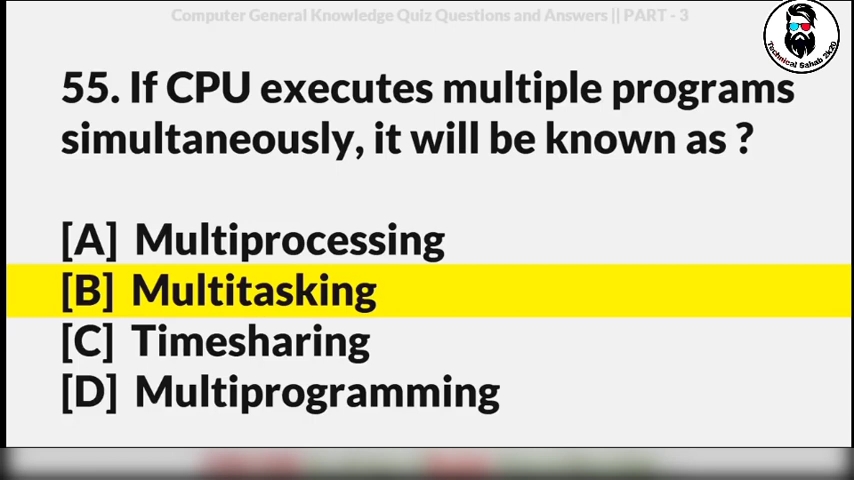 Computer General Knowledge Quiz Questions and Answers || PART - 3
Technical Sahab 2k20
55. If CPU executes multiple programs
simultaneously, it will be known as ?
[A] Multiprocessing
[B] Multitasking
[C] Timesharing
[D] Multiprogramming